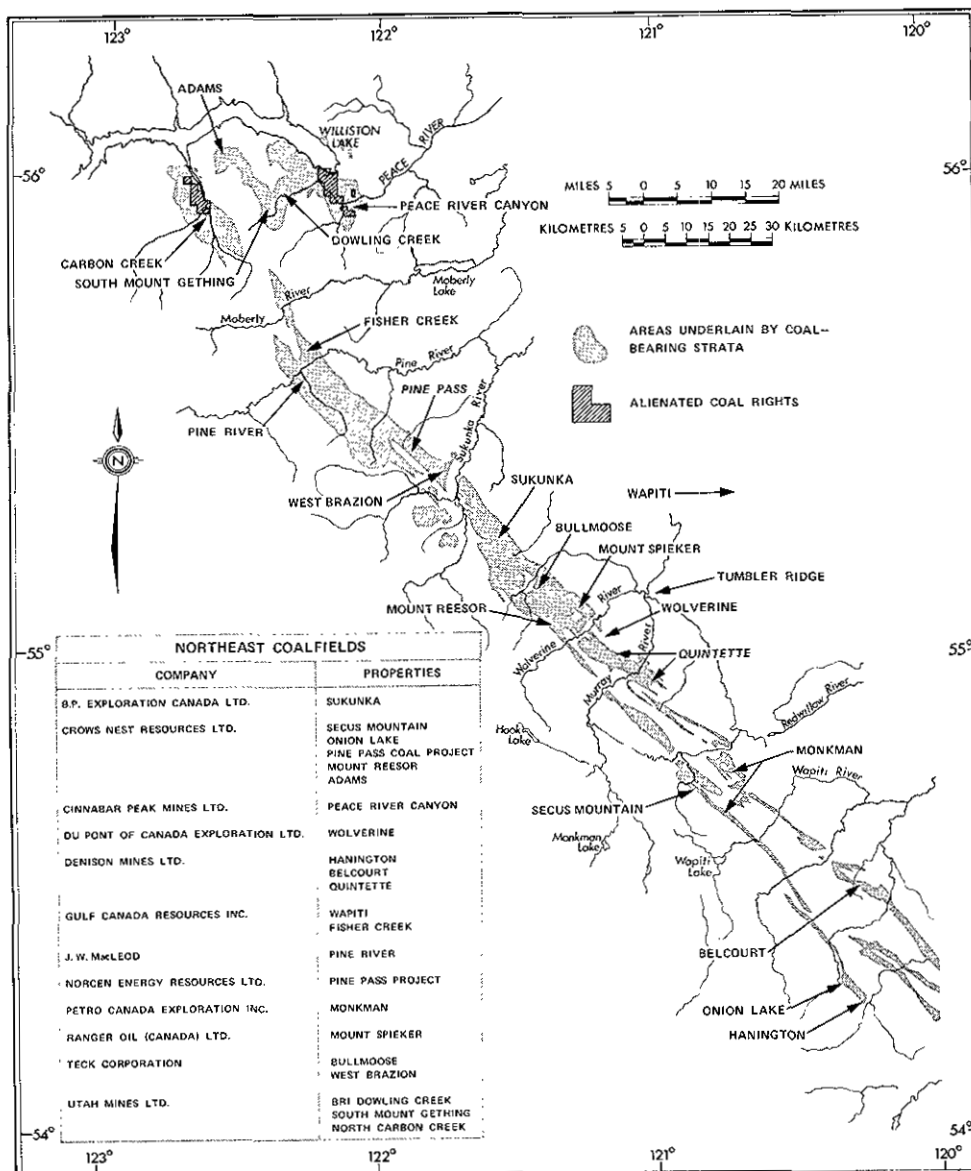 123° 122° 121° 120°
ADAMS
WILLISTON
LAKE
PEACE RIVER
56° 56°
MILES 5 0 5 10 15 20 MILES
PEACE RIVER CANYON
KILOMETRES 5 0 5 10 15 20 25 30 KILOMETRES
DOWLING CREEK
CARBON CREEK
SOUTH MOUNT GETHING
Moberly
Lake
Moberly River
FISHER CREEK
AREAS UNDERLAIN BY COAL-
BEARING STRATA
Pine River
PINE PASS
ALIENATED COAL RIGHTS
PINE RIVER
Sukunka River
N
WEST BRAZION
SUKUNKA
WAPITI
BULLMOOSE
MOUNT SPIEKER
TUMBLER RIDGE
MOUNT REESOR
River
WOLVERINE
Wolverine
River
QUINTETTE
55° 55°
Murray
Redwillow River
Hook
Lake
MONKMAN
Wapiti River
SECUS MOUNTAIN
Monkman
Lake
Wapiti
Lake
BELCOURT
ONION LAKE
HANINGTON
NORTHEAST COALFIELDS
COMPANY PROPERTIES
B.P. EXPLORATION CANADA LTD. SUKUNKA
CROWS NEST RESOURCES LTD. SECUS MOUNTAIN
ONION LAKE
PINE PASS COAL PROJECT
MOUNT REESOR
ADAMS
CINNABAR PEAK MINES LTD. PEACE RIVER CANYON
DU PONT OF CANADA EXPLORATION LTD. WOLVERINE
DENISON MINES LTD. HANINGTON
BELCOURT
QUINTETTE
GULF CANADA RESOURCES INC. WAPITI
FISHER CREEK
J. W. MacLEOD PINE RIVER
NORCEN ENERGY RESOURCES LTD. PINE PASS PROJECT
PETRO CANADA EXPLORATION INC. MONKMAN
RANGER OIL (CANADA) LTD. MOUNT SPIEKER
TECK CORPORATION BULLMOOSE
WEST BRAZION
UTAH MINES LTD. BRI DOWLING CREEK
SOUTH MOUNT GETHING
NORTH CARBON CREEK
54° 54°
123° 122° 121° 120°